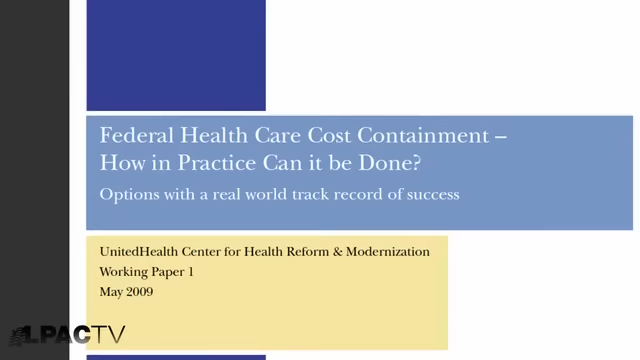 Federal Health Care Cost Containment –
How in Practice Can it be Done?
Options with a real world track record of success
UnitedHealth Center for Health Reform & Modernization
Working Paper 1
May 2009
LPACTV